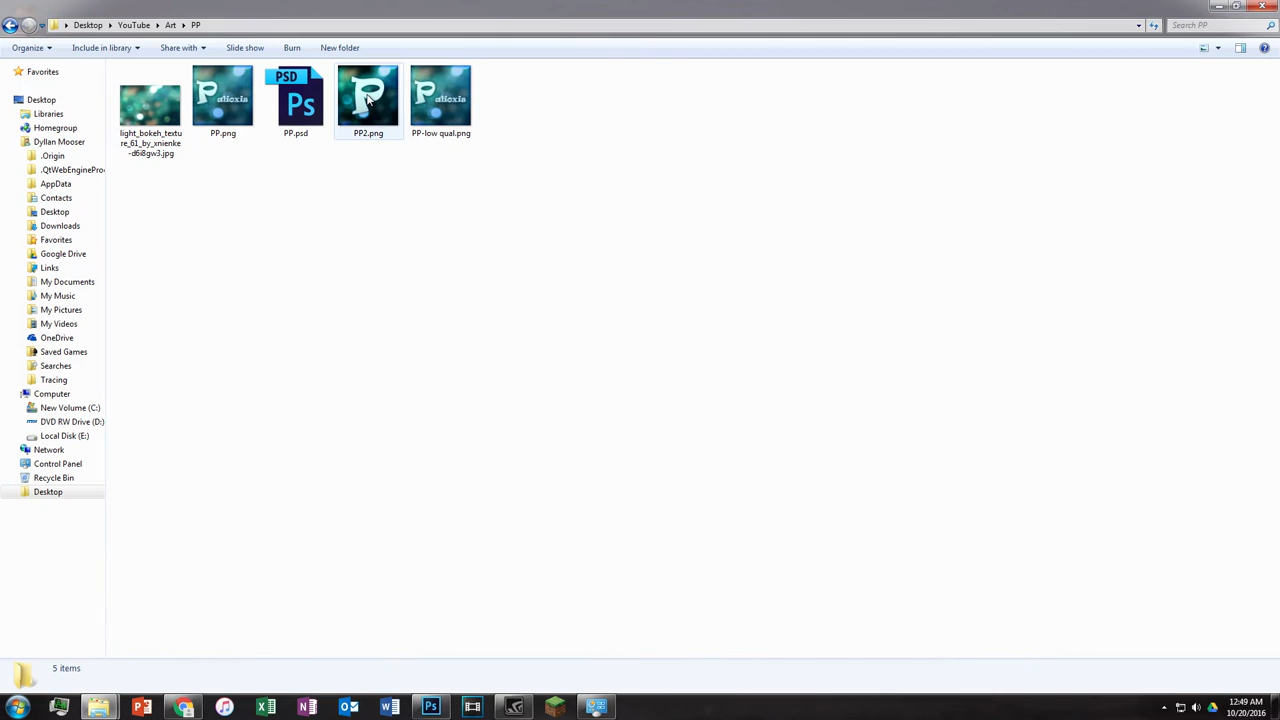 Desktop YouTube Art PP
Search PP
Organize Include in library Share with Slide show Burn New folder
Favorites
Desktop
Libraries
Homegroup
Dyllan Mooser
.Origin
.QtWebEnginePro
AppData
Contacts
Desktop
Downloads
Favorites
Google Drive
Links
My Documents
My Music
My Pictures
My Videos
OneDrive
Saved Games
Searches
Tracing
Computer
New Volume (C:)
DVD RW Drive (D:)
Local Disk (E:)
Network
Control Panel
Recycle Bin
Desktop
light_bokeh_textu
re_61_by_xnienke
-d6i8gw3.jpg
Palicxis
PP.png
PSD
Ps
PP.psd
P
PP2.png
Palicxis
PP-low qual.png
5 items
Ps
12:49 AM
10/20/2016